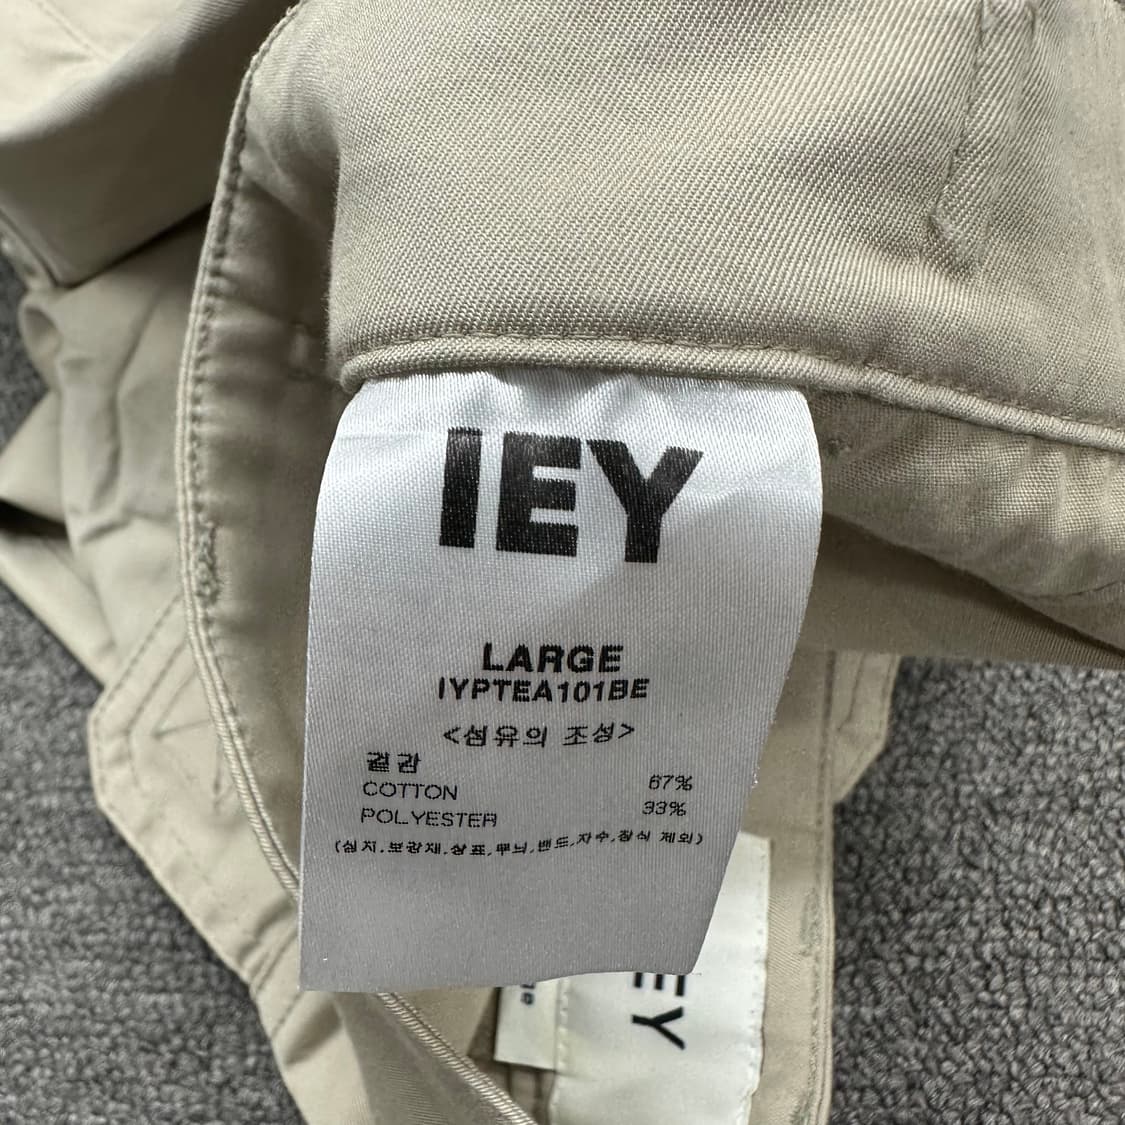 IEY
LARGE
IYPTEA101BE
<섬유의 조성>
겉감
COTTON 67%
POLYESTER 33%
(심지,보강재,상표,무늬,밴드,자수,장식 제외)
EY